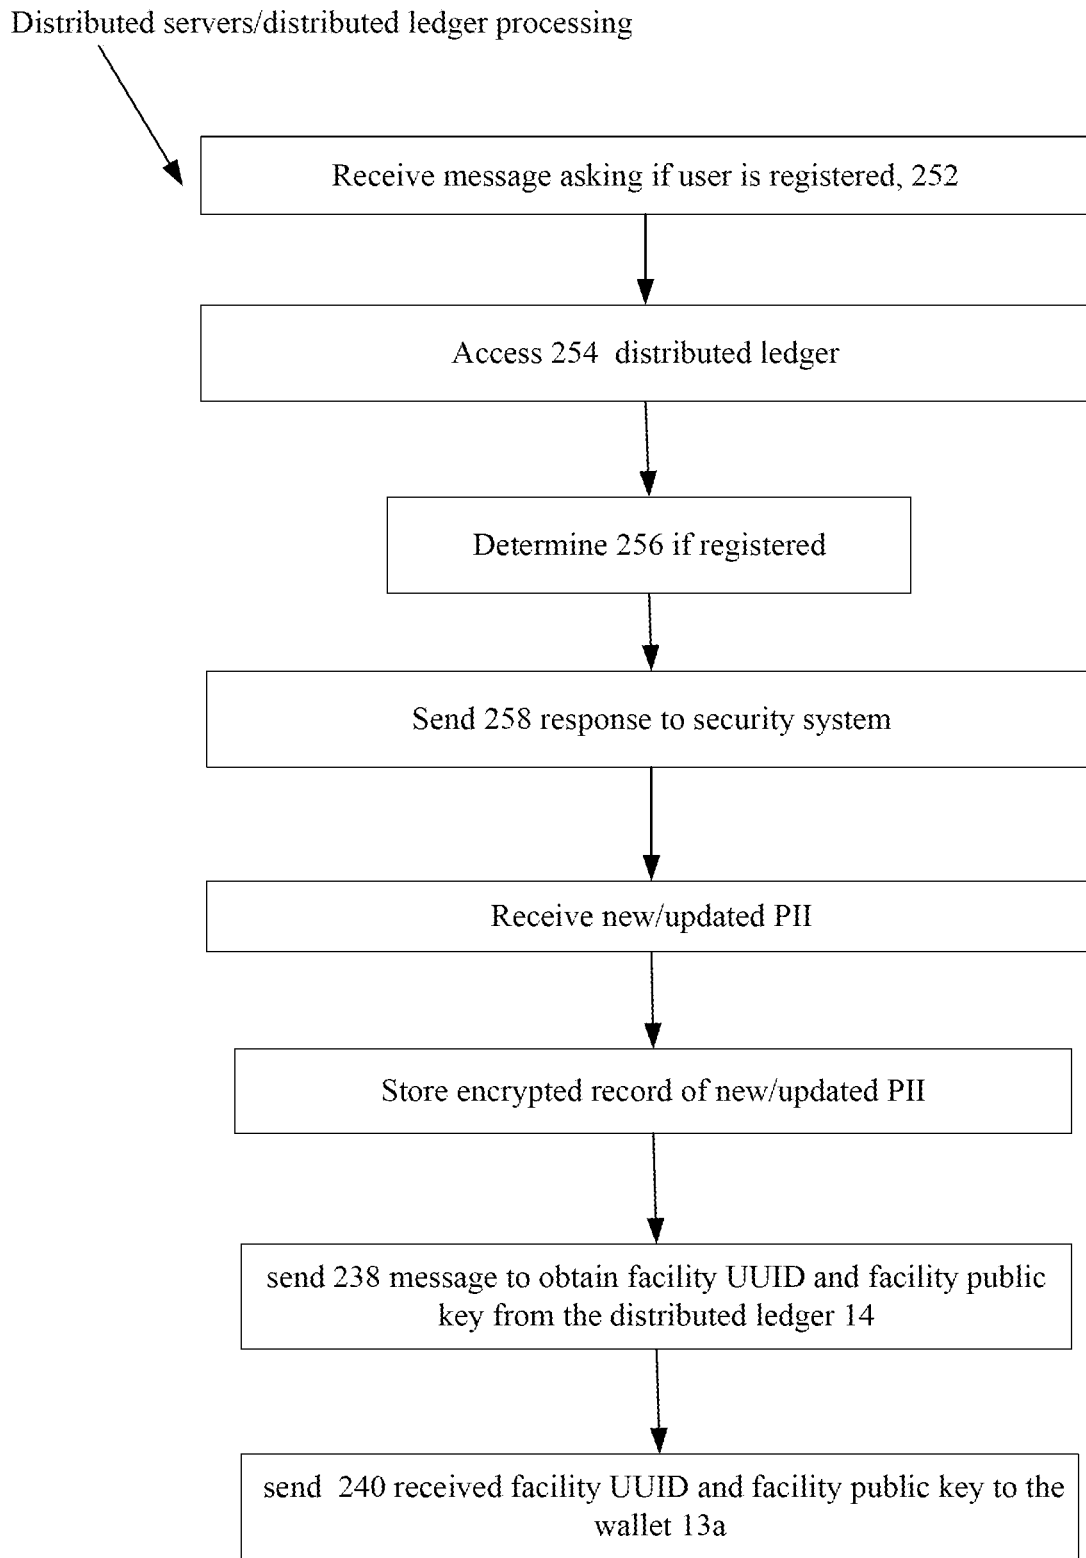 Distributed servers/distributed ledger processing
Receive message asking if user is registered, 252
Access 254 distributed ledger
Determine 256 if registered
Send 258 response to security system
Receive new/updated PII
Store encrypted record of new/updated PII
send 238 message to obtain facility UUID and facility public
key from the distributed ledger 14
send 240 received facility UUID and facility public key to the
wallet 13a